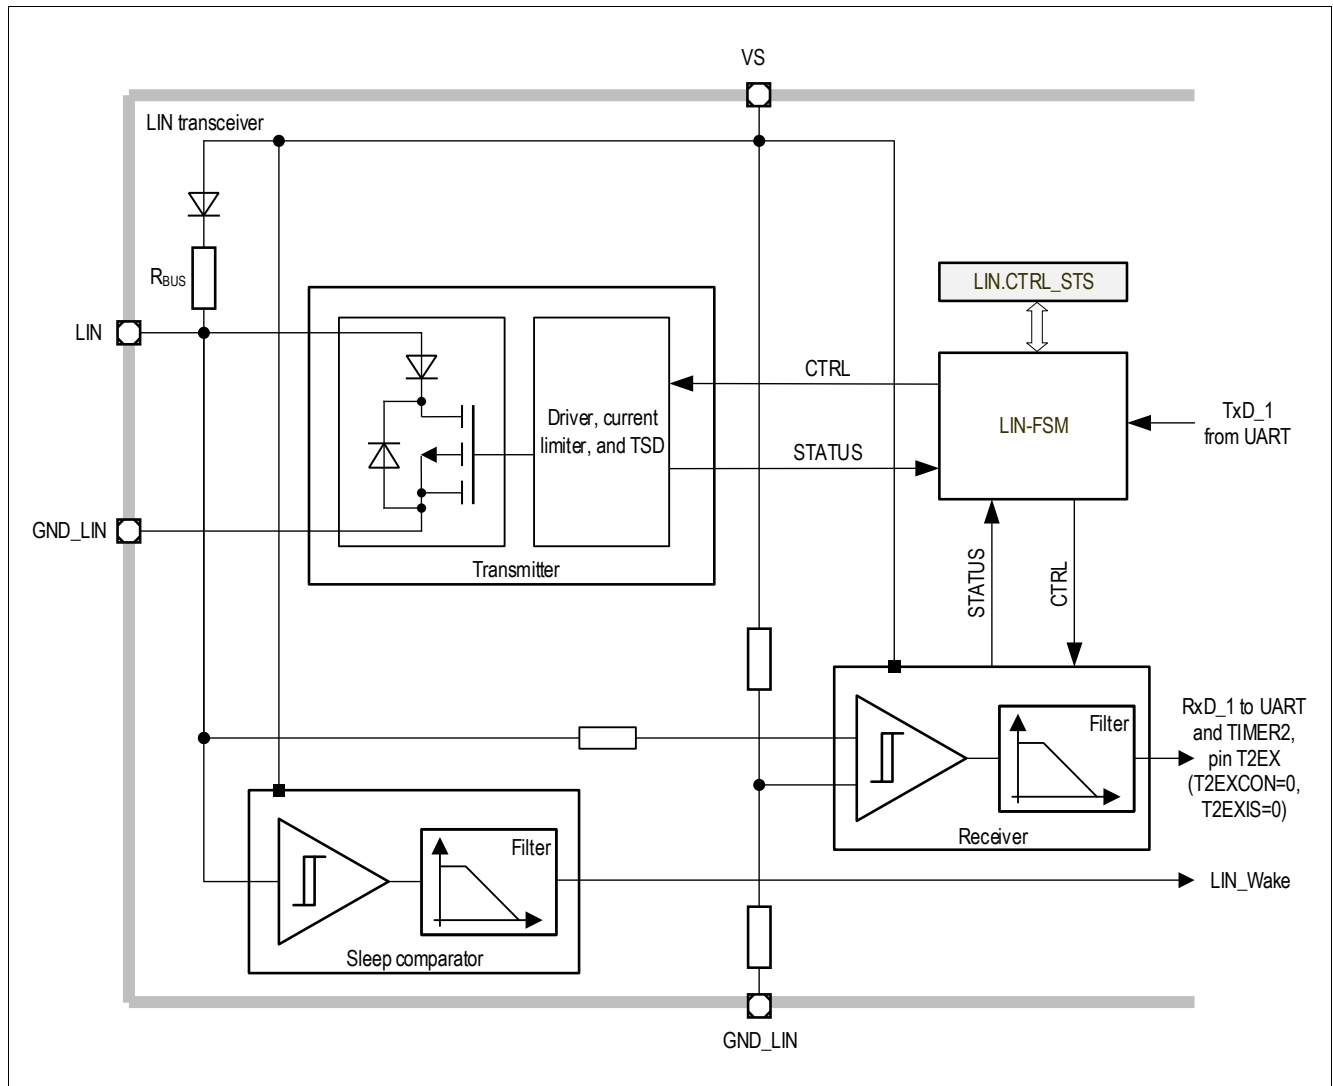 VS
LIN transceiver
R_BUS
LIN.CTRL_STS
LIN
CTRL
TxD_1
from UART
LIN-FSM
Driver, current
limiter, and TSD
STATUS
GND_LIN
Transmitter
STATUS
CTRL
RxD_1 to UART
and TIMER2,
pin T2EX
(T2EXCON=0,
T2EXIS=0)
Filter
Receiver
Filter
LIN_Wake
Sleep comparator
GND_LIN